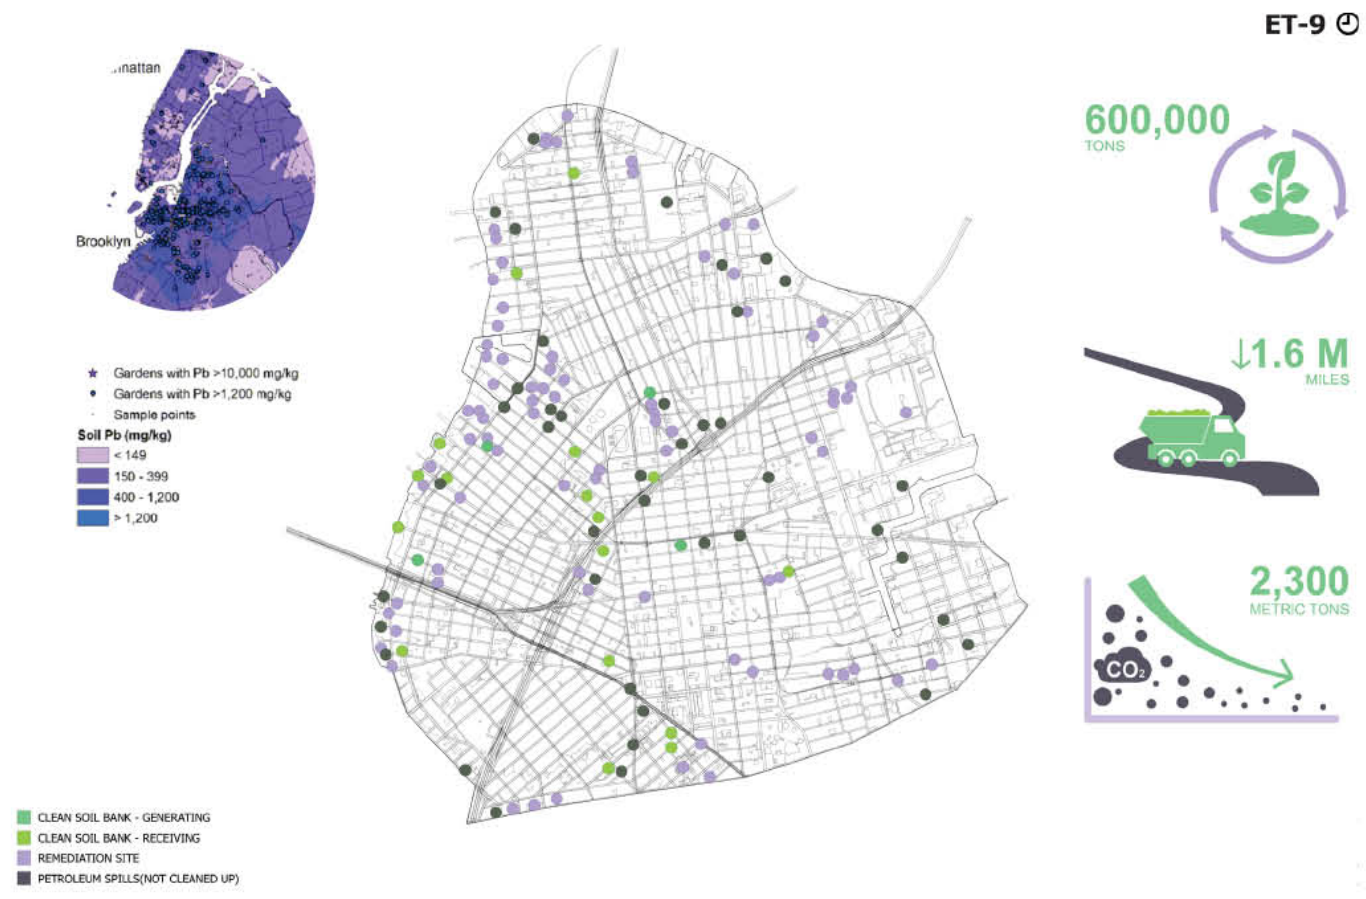 ET-9
600,000
TONS
Brooklyn
↓1.6 M
MILES
Gardens with Pb >10,000 mg/kg
Gardens with Pb >1,200 mg/kg
Sample points
Soil Pb (mg/kg)
< 149
150 - 399
400 - 1,200
> 1,200
2,300
METRIC TONS
CO₂
CLEAN SOIL BANK - GENERATING
CLEAN SOIL BANK - RECEIVING
REMEDIATION SITE
PETROLEUM SPILLS(NOT CLEANED UP)